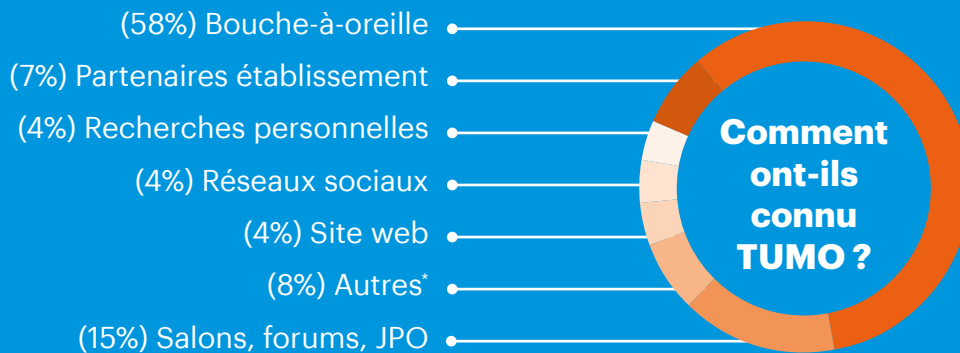 (58%) Bouche-à-oreille
(7%) Partenaires établissement
(4%) Recherches personnelles
(4%) Réseaux sociaux
(4%) Site web
(8%) Autres*
(15%) Salons, forums, JPO
Comment
ont-ils
connu
TUMO ?